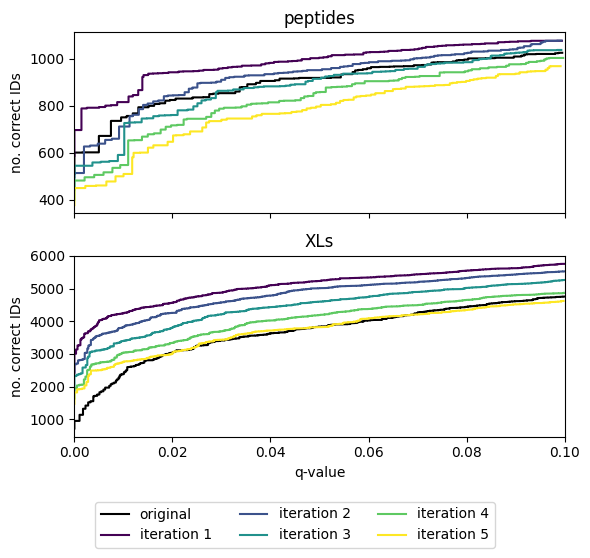 peptides
no. correct IDs
1000
800
600
400
XLs
no. correct IDs
6000
5000
4000
3000
2000
1000
0.00 0.02 0.04 0.06 0.08 0.10
q-value
original iteration 2 iteration 4
iteration 1 iteration 3 iteration 5